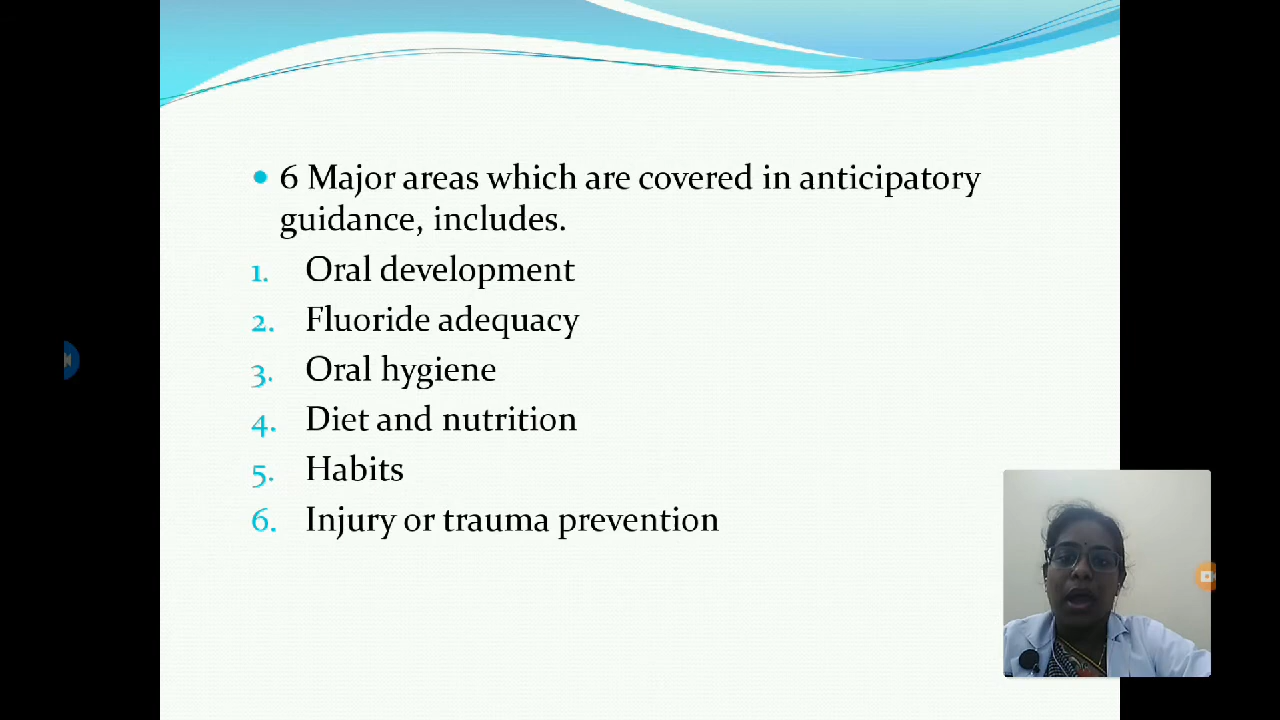 • 6 Major areas which are covered in anticipatory
guidance, includes.
1. Oral development
2. Fluoride adequacy
3. Oral hygiene
4. Diet and nutrition
5. Habits
6. Injury or trauma prevention